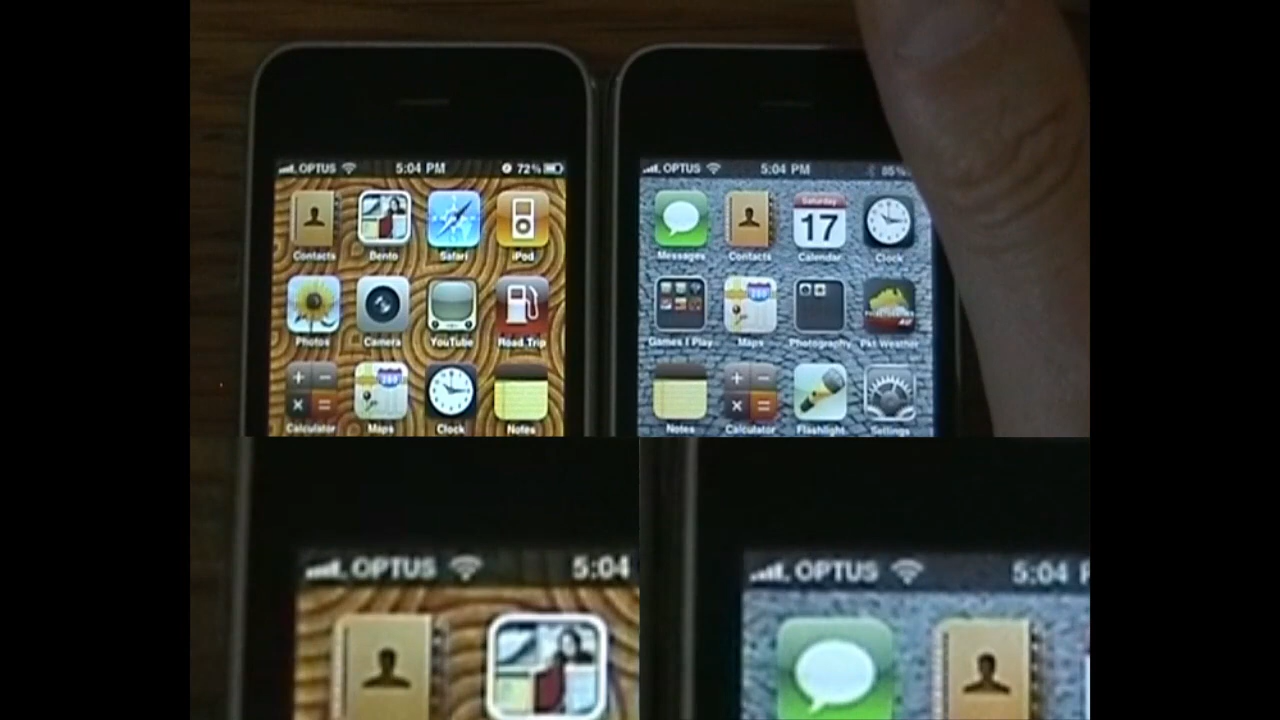 OPTUS 5:04 PM 72%
Contacts Bento Safari iPod
Photos Camera YouTube Road Trip
Calculator Maps Clock Notes
OPTUS 5:04 PM 85%
Messages Contacts Saturday 17 Calendar Clock
Games I Play Maps Photography Pkt Weather
Notes Calculator Flashlight Settings
OPTUS 5:04
OPTUS 5:04